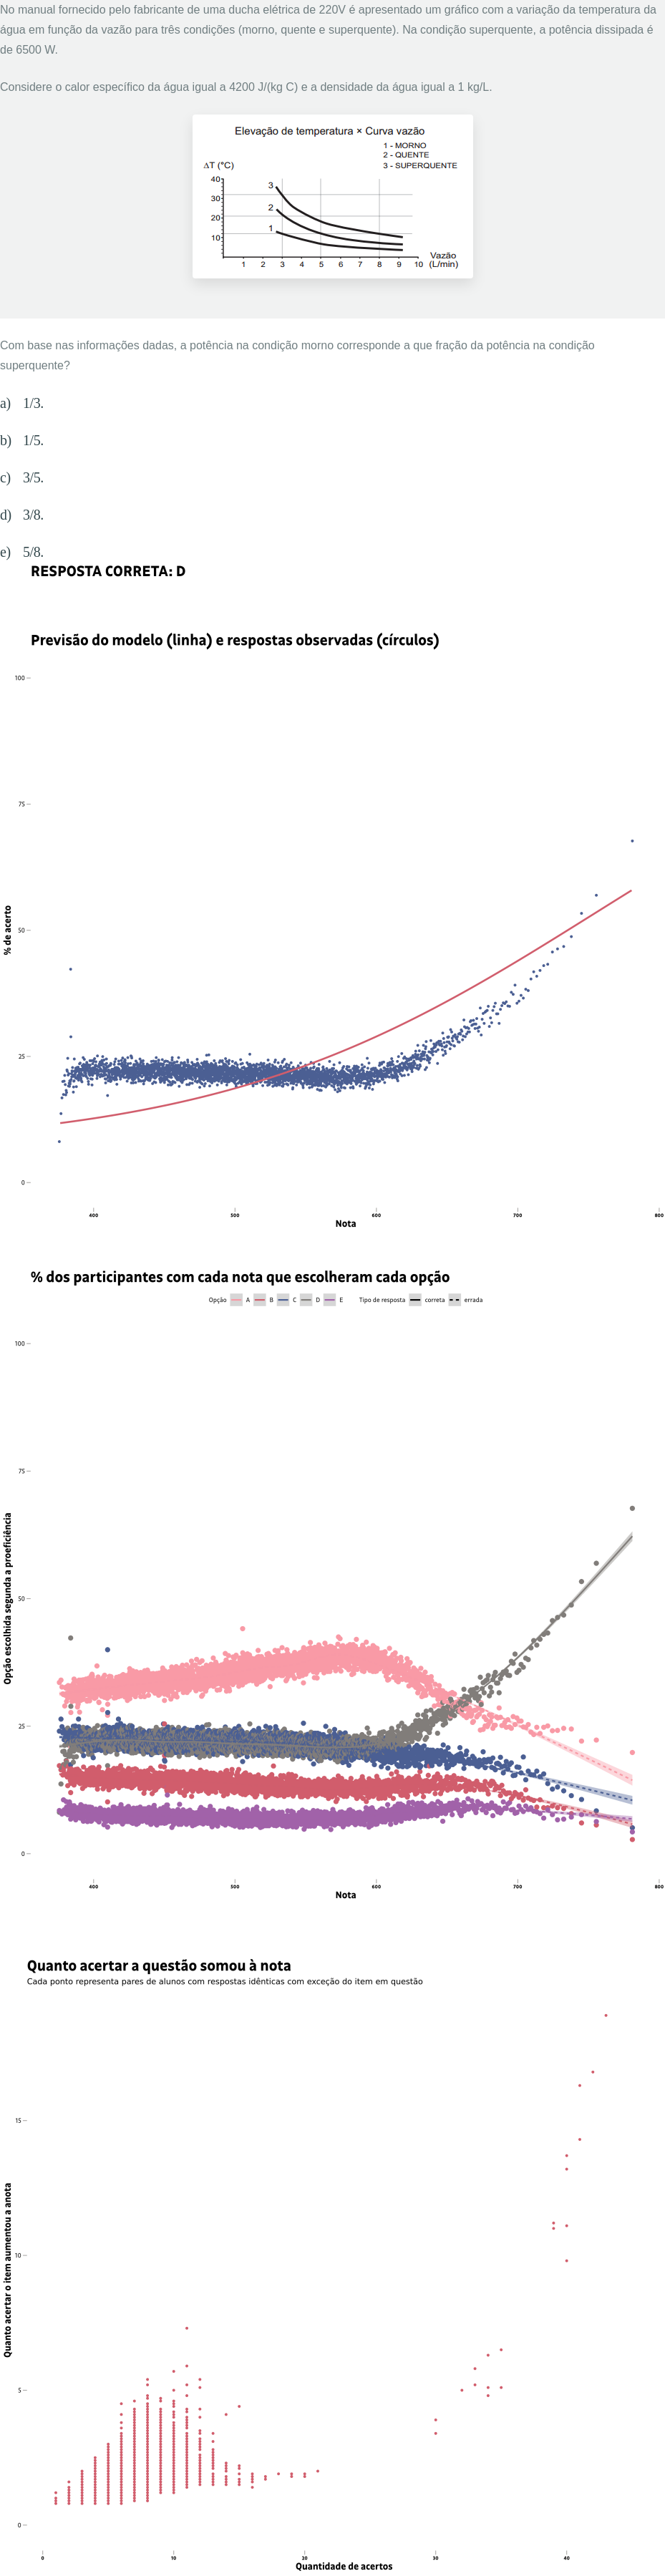 No manual fornecido pelo fabricante de uma ducha elétrica de 220V é apresentado um gráfico com a variação da temperatura da
água em função da vazão para três condições (morno, quente e superquente). Na condição superquente, a potência dissipada é
de 6500 W.
Considere o calor específico da água igual a 4200 J/(kg C) e a densidade da água igual a 1 kg/L.
Elevação de temperatura × Curva vazão
1 - MORNO
2 - QUENTE
3 - SUPERQUENTE
ΔT (°C)
40
30
20
10
3
2
1
1 2 3 4 5 6 7 8 9 10
Vazão
(L/min)
Com base nas informações dadas, a potência na condição morno corresponde a que fração da potência na condição
superquente?
a) 1/3.
b) 1/5.
c) 3/5.
d) 3/8.
e) 5/8.
RESPOSTA CORRETA: D
Previsão do modelo (linha) e respostas observadas (círculos)
100
75
50
25
0
% de acerto
400 500 600 700 800
Nota
% dos participantes com cada nota que escolheram cada opção
Opção A B C D E Tipo de resposta correta errada
100
75
50
25
0
Opção escolhida segunda a proeficiência
400 500 600 700 800
Nota
Quanto acertar a questão somou à nota
Cada ponto representa pares de alunos com respostas idênticas com exceção do item em questão
15
10
5
0
Quanto acertar o item aumentou a anota
0 10 20 30 40
Quantidade de acertos